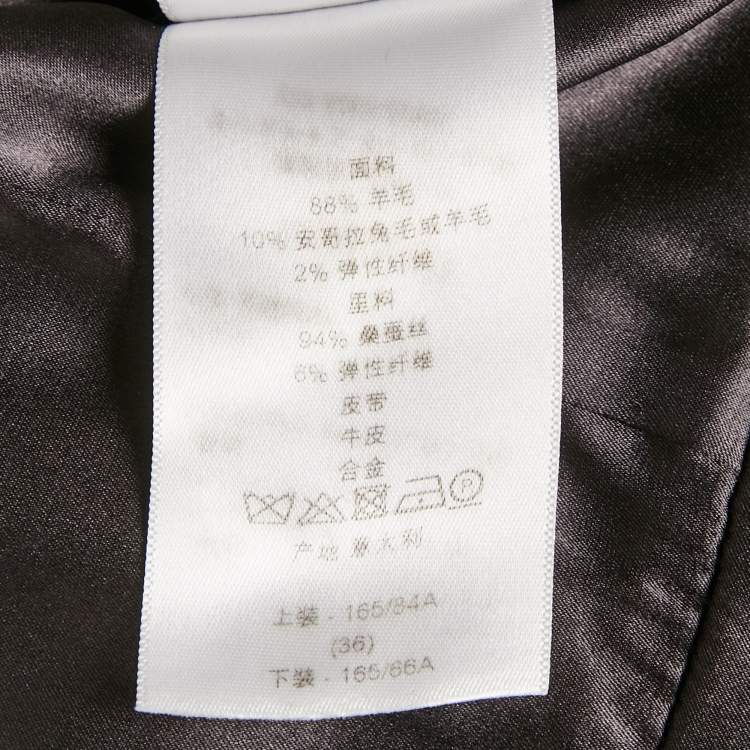 面料
88% 羊毛
10% 安哥拉兔毛或羊毛
2% 弹性纤维
里料
94% 桑蚕丝
6% 弹性纤维
皮带
牛皮
合金
P
产地 意大利
上装 - 165/84A
(36)
下装 - 165/66A